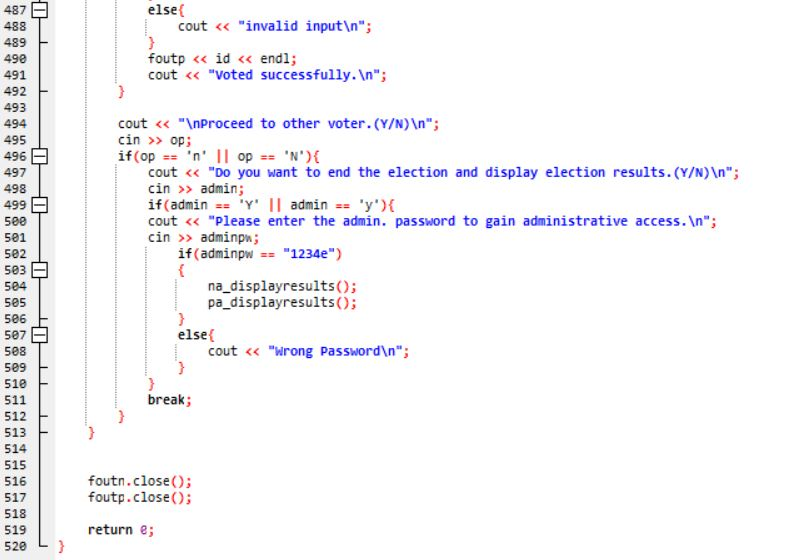 487 else{
488 cout << "invalid input\n";
489 }
490 foutp << id << endl;
491 cout << "Voted successfully.\n";
492 }
493
494 cout << "\nProceed to other voter.(Y/N)\n";
495 cin >> op;
496 if(op == 'n' || op == 'N'){
497 cout << "Do you want to end the election and display election results.(Y/N)\n";
498 cin >> admin;
499 if(admin == 'Y' || admin == 'y'){
500 cout << "Please enter the admin. password to gain administrative access.\n";
501 cin >> adminpw;
502 if(adminpw == "1234e")
503 {
504 na_displayresults();
505 pa_displayresults();
506 }
507 else{
508 cout << "Wrong Password\n";
509 }
510 }
511 break;
512 }
513 }
514
515
516 foutn.close();
517 foutp.close();
518
519 return 0;
520 }